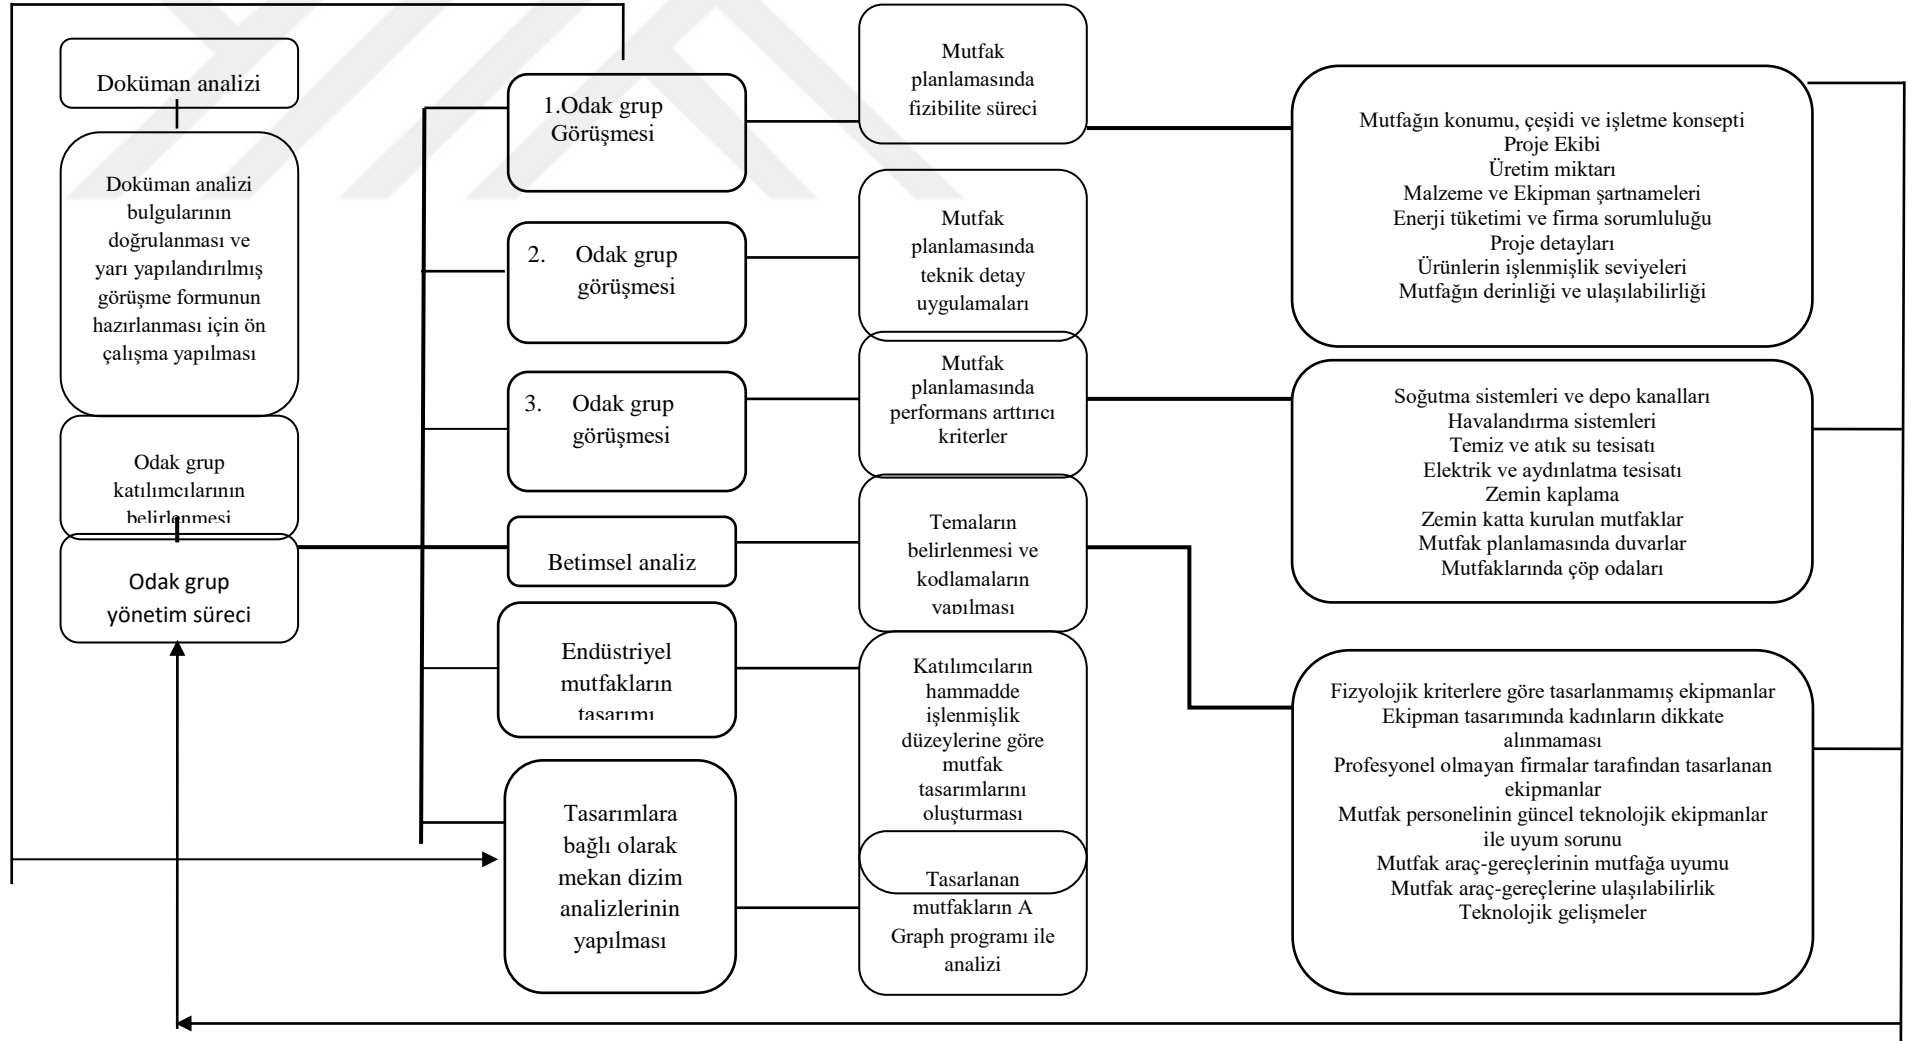 Doküman analizi
Doküman analizi
bulgularının
doğrulanması ve
yarı yapılandırılmış
görüşme formunun
hazırlanması için ön
çalışma yapılması
Odak grup
katılımcılarının
belirlenmesi
Odak grup
yönetim süreci
1.Odak grup
Görüşmesi
2. Odak grup
görüşmesi
3. Odak grup
görüşmesi
Betimsel analiz
Endüstriyel
mutfakların
tasarımı
Tasarımlara
bağlı olarak
mekan dizim
analizlerinin
yapılması
Mutfak
planlamasında
fizibilite süreci
Mutfak
planlamasında
teknik detay
uygulamaları
Mutfak
planlamasında
performans arttırıcı
kriterler
Temaların
belirlenmesi ve
kodlamaların
yapılması
Katılımcıların
hammadde
işlenmişlik
düzeylerine göre
mutfak
tasarımlarını
oluşturması
Tasarlanan
mutfakların A
Graph programı ile
analizi
Mutfağın konumu, çeşidi ve işletme konsepti
Proje Ekibi
Üretim miktarı
Malzeme ve Ekipman şartnameleri
Enerji tüketimi ve firma sorumluluğu
Proje detayları
Ürünlerin işlenmişlik seviyeleri
Mutfağın derinliği ve ulaşılabilirliği
Soğutma sistemleri ve depo kanalları
Havalandırma sistemleri
Temiz ve atık su tesisatı
Elektrik ve aydınlatma tesisatı
Zemin kaplama
Zemin katta kurulan mutfaklar
Mutfak planlamasında duvarlar
Mutfaklarında çöp odaları
Fizyolojik kriterlere göre tasarlanmamış ekipmanlar
Ekipman tasarımında kadınların dikkate
alınmaması
Profesyonel olmayan firmalar tarafından tasarlanan
ekipmanlar
Mutfak personelinin güncel teknolojik ekipmanlar
ile uyum sorunu
Mutfak araç-gereçlerinin mutfağa uyumu
Mutfak araç-gereçlerine ulaşılabilirlik
Teknolojik gelişmeler